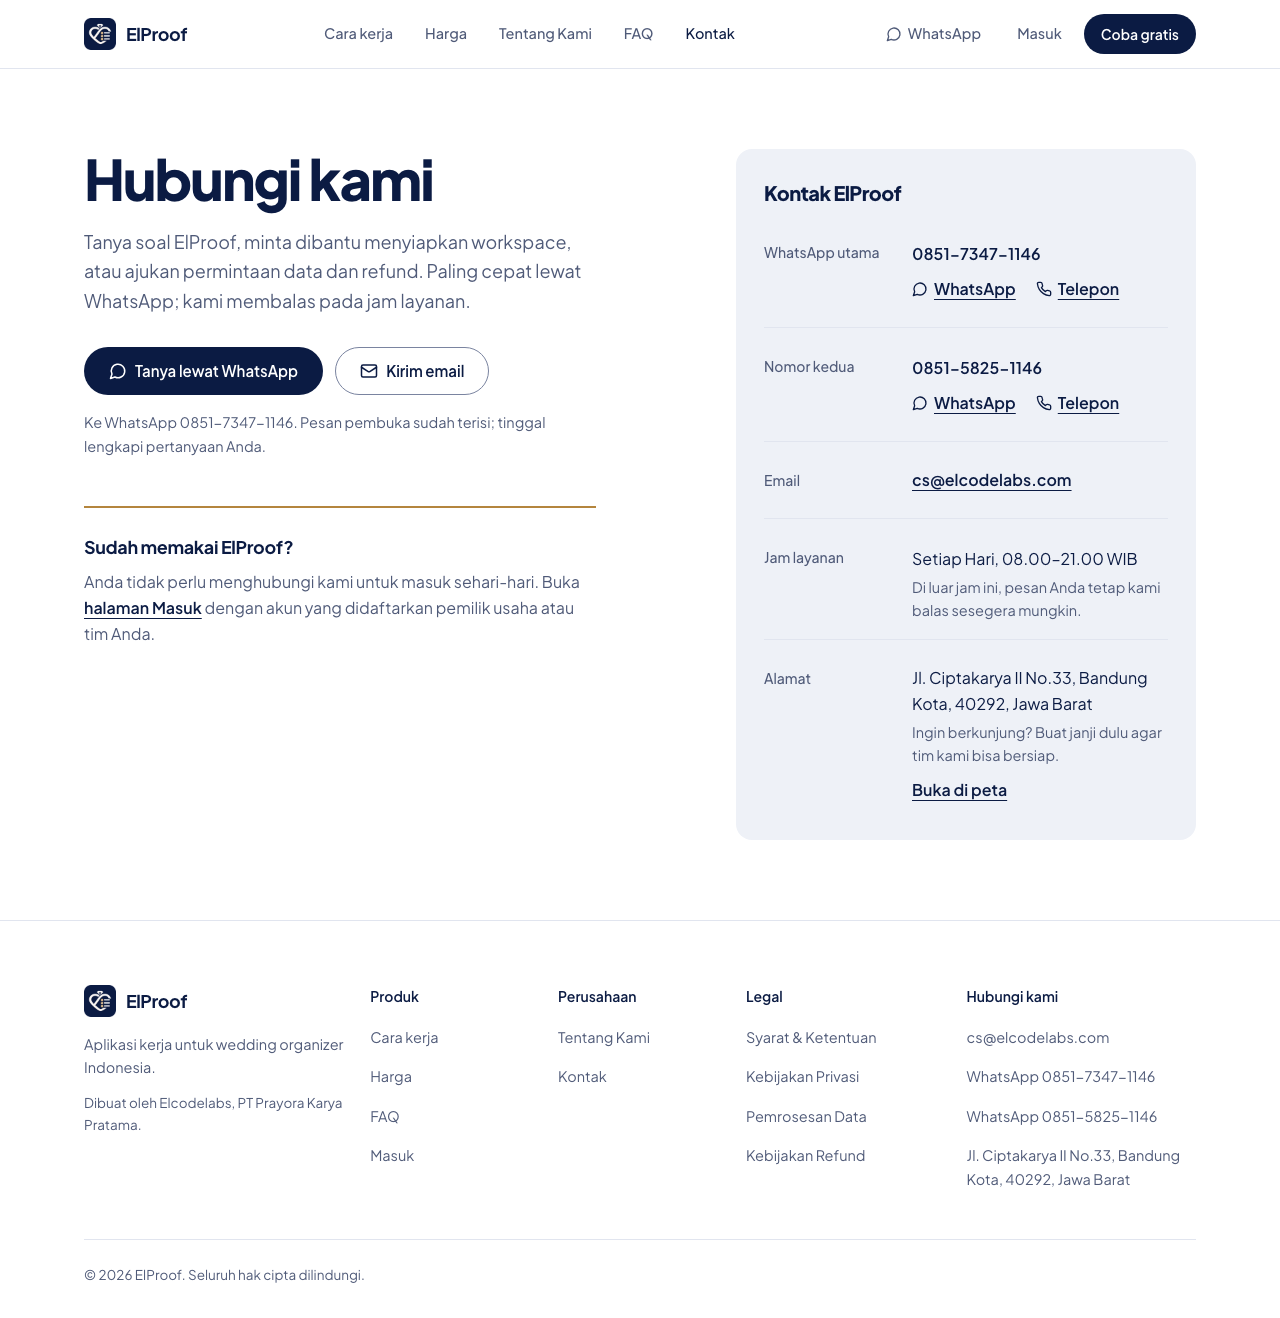 ElProof
Cara kerja
Harga
Tentang Kami
FAQ
Kontak
WhatsApp
Masuk
Coba gratis
Hubungi kami
Tanya soal ElProof, minta dibantu menyiapkan workspace,
atau ajukan permintaan data dan refund. Paling cepat lewat
WhatsApp; kami membalas pada jam layanan.
Tanya lewat WhatsApp
Kirim email
Ke WhatsApp 0851-7347-1146. Pesan pembuka sudah terisi; tinggal
lengkapi pertanyaan Anda.
Sudah memakai ElProof?
Anda tidak perlu menghubungi kami untuk masuk sehari-hari. Buka
halaman Masuk dengan akun yang didaftarkan pemilik usaha atau
tim Anda.
Kontak ElProof
WhatsApp utama
0851-7347-1146
WhatsApp
Telepon
Nomor kedua
0851-5825-1146
WhatsApp
Telepon
Email
cs@elcodelabs.com
Jam layanan
Setiap Hari, 08.00–21.00 WIB
Di luar jam ini, pesan Anda tetap kami
balas sesegera mungkin.
Alamat
Jl. Ciptakarya II No.33, Bandung
Kota, 40292, Jawa Barat
Ingin berkunjung? Buat janji dulu agar
tim kami bisa bersiap.
Buka di peta
ElProof
Aplikasi kerja untuk wedding organizer
Indonesia.
Dibuat oleh Elcodelabs, PT Prayora Karya
Pratama.
Produk
Cara kerja
Harga
FAQ
Masuk
Perusahaan
Tentang Kami
Kontak
Legal
Syarat & Ketentuan
Kebijakan Privasi
Pemrosesan Data
Kebijakan Refund
Hubungi kami
cs@elcodelabs.com
WhatsApp 0851-7347-1146
WhatsApp 0851-5825-1146
Jl. Ciptakarya II No.33, Bandung
Kota, 40292, Jawa Barat
© 2026 ElProof. Seluruh hak cipta dilindungi.